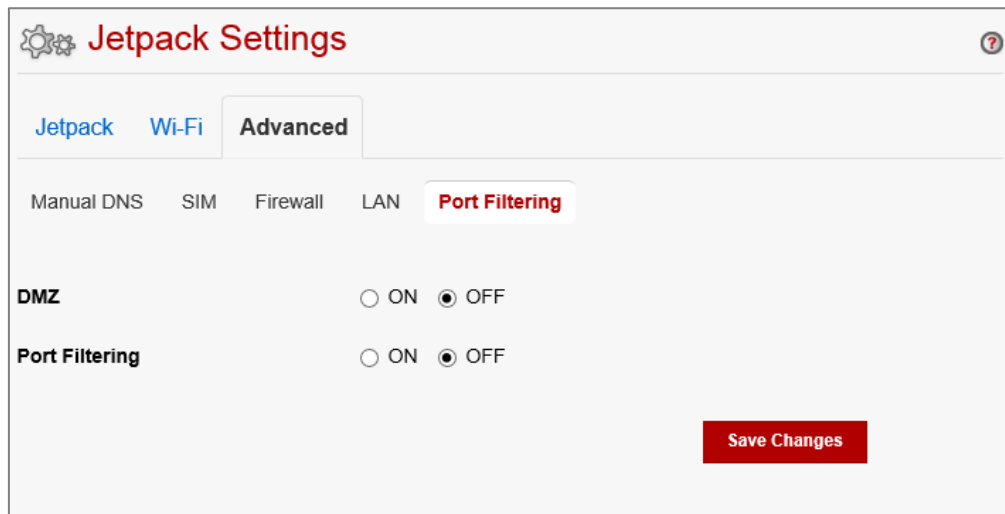 Jetpack Settings ?
Jetpack Wi-Fi Advanced
Manual DNS SIM Firewall LAN Port Filtering
DMZ ON OFF
Port Filtering ON OFF
Save Changes